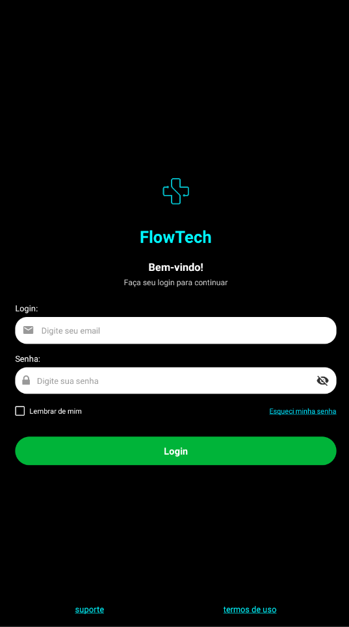 FlowTech
Bem-vindo!
Faça seu login para continuar
Login:
Digite seu email
Senha:
Digite sua senha
Lembrar de mim
Esqueci minha senha
Login
suporte
termos de uso